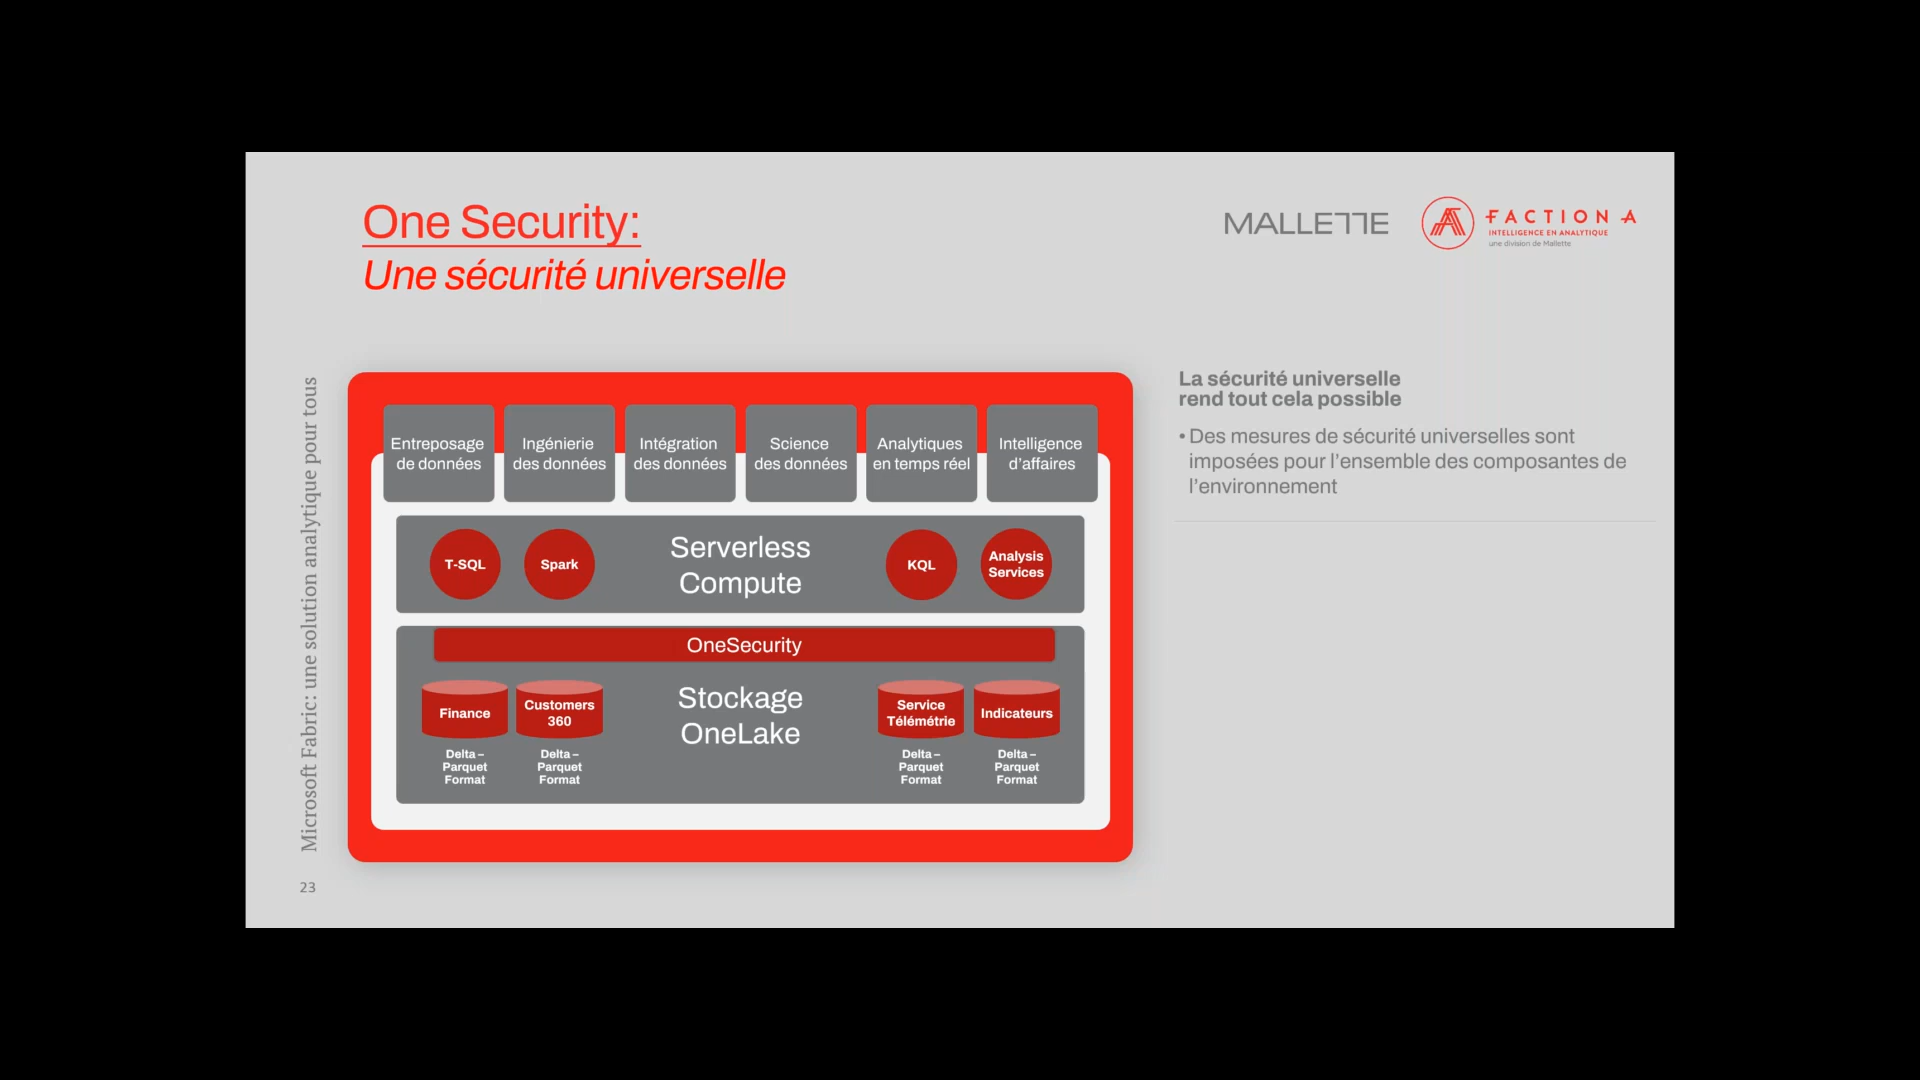 One Security:
Une sécurité universelle
MALLETTE
FACTION A
INTELLIGENCE EN ANALYTIQUE
une division de Mallette
Microsoft Fabric: une solution analytique pour tous
Entreposage
de données
Ingénierie
des données
Intégration
des données
Science
des données
Analytiques
en temps réel
Intelligence
d’affaires
T-SQL
Spark
Serverless
Compute
KQL
Analysis
Services
OneSecurity
Finance
Customers
360
Stockage
OneLake
Service
Télémétrie
Indicateurs
Delta –
Parquet
Format
Delta –
Parquet
Format
Delta –
Parquet
Format
Delta –
Parquet
Format
La sécurité universelle
rend tout cela possible
• Des mesures de sécurité universelles sont
imposées pour l’ensemble des composantes de
l’environnement
23